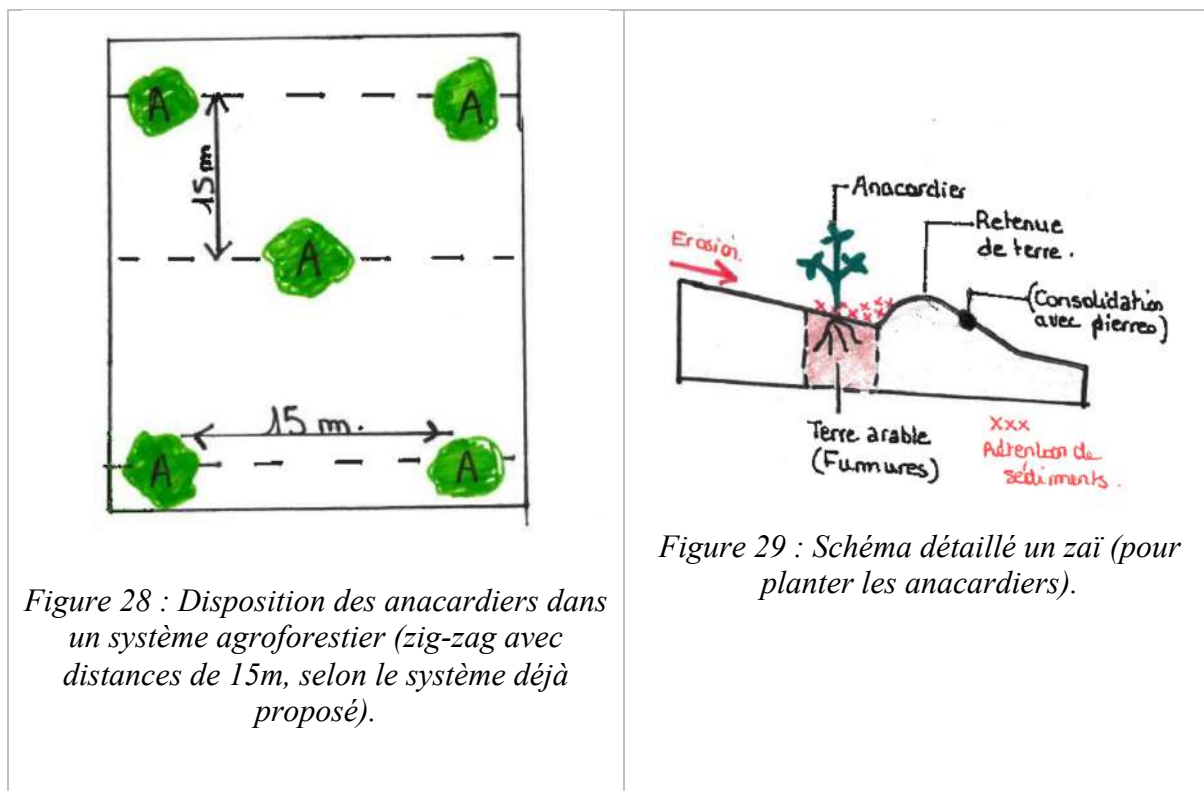 A
A
15m
A
15 m.
A
A
Figure 28 : Disposition des anacardiers dans
un système agroforestier (zig-zag avec
distances de 15m, selon le système déjà
proposé).
Anacardier
Erosion.
Retenue
de terre.
(Consolidation
avec pierres)
Terre arable
(Fumures)
xxx
Rétention de
sédiments.
Figure 29 : Schéma détaillé un zaï (pour
planter les anacardiers).